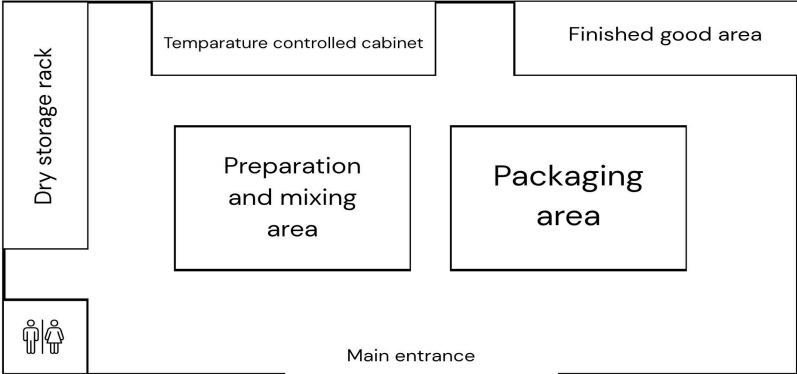 Dry storage rack
Temparature controlled cabinet
Finished good area
Preparation
and mixing
area
Packaging
area
Main entrance